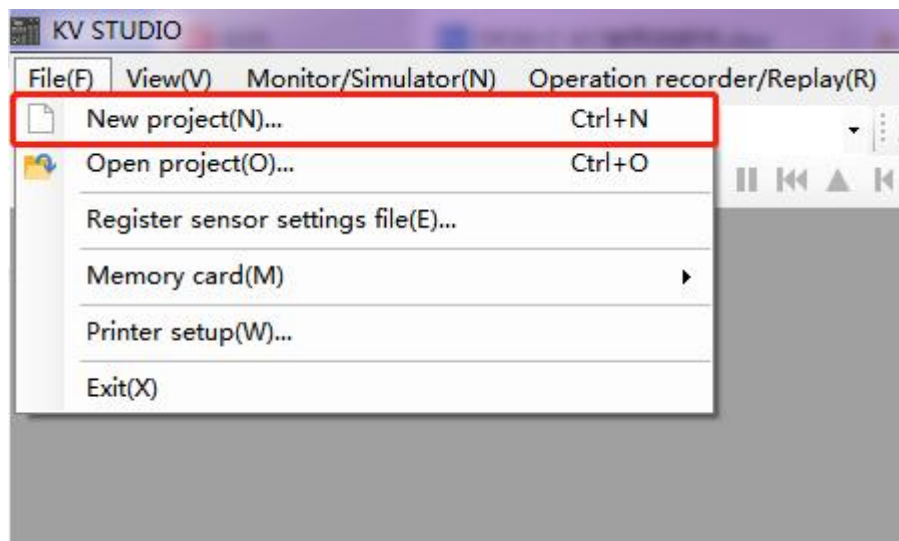 KV STUDIO
File(F) View(V) Monitor/Simulator(N) Operation recorder/Replay(R)
New project(N)... Ctrl+N
Open project(O)... Ctrl+O
Register sensor settings file(E)...
Memory card(M)
Printer setup(W)...
Exit(X)